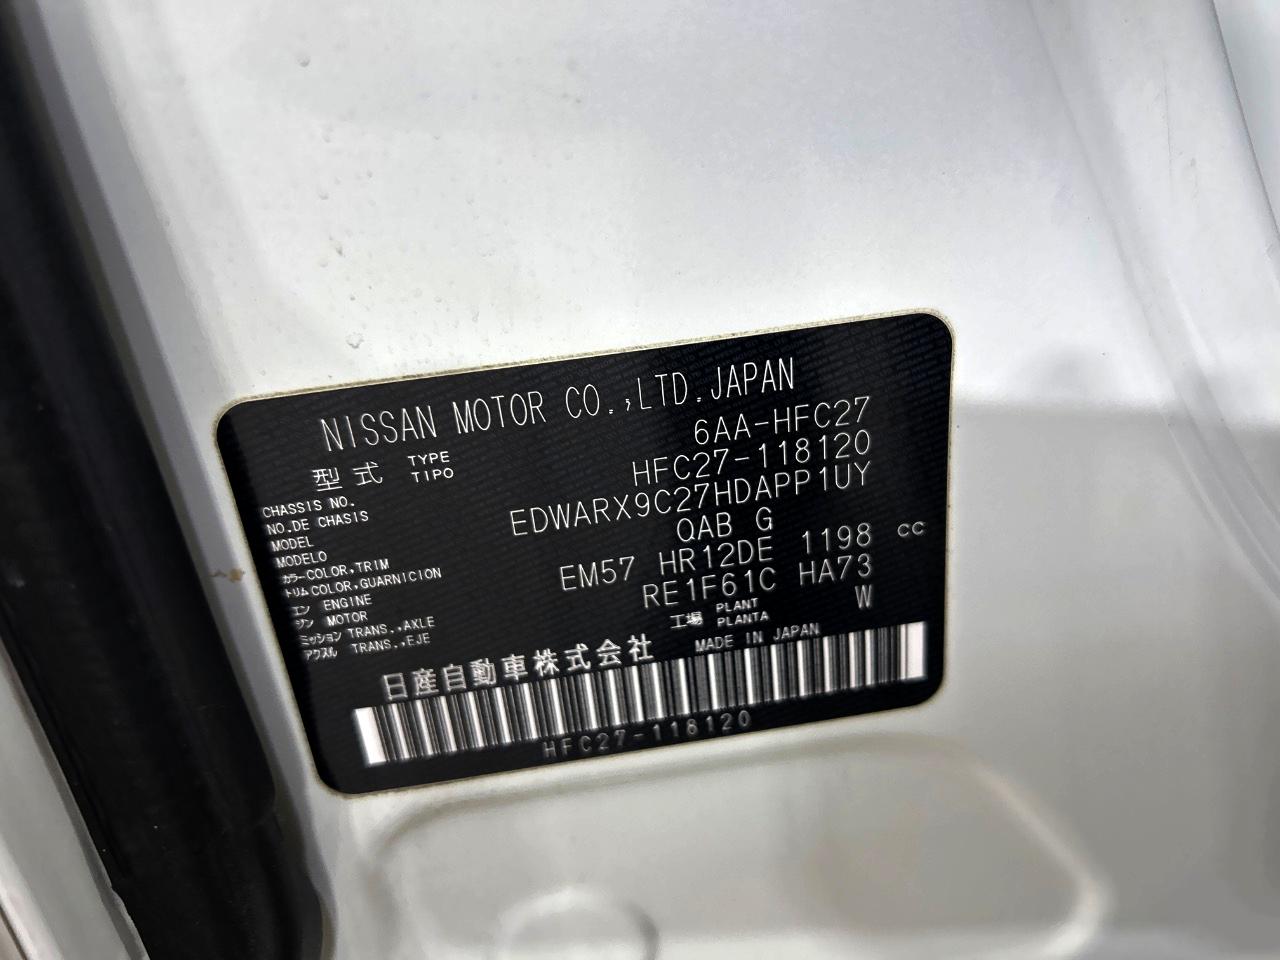 NISSAN MOTOR CO.,LTD.JAPAN
型式 TYPE TIPO 6AA-HFC27
CHASSIS NO.
NO.DE CHASIS HFC27-118120
MODEL
MODELO EDWARX9C27HDAPP1UY
カラー COLOR,TRIM
トリム COLOR,GUARNICION QAB G
エン ENGINE
ジン MOTOR EM57 HR12DE 1198 cc
ミッション TRANS.,AXLE
アクスル TRANS.,EJE RE1F61C HA73
工場 PLANT PLANTA W
日産自動車株式会社 MADE IN JAPAN
HFC27-118120